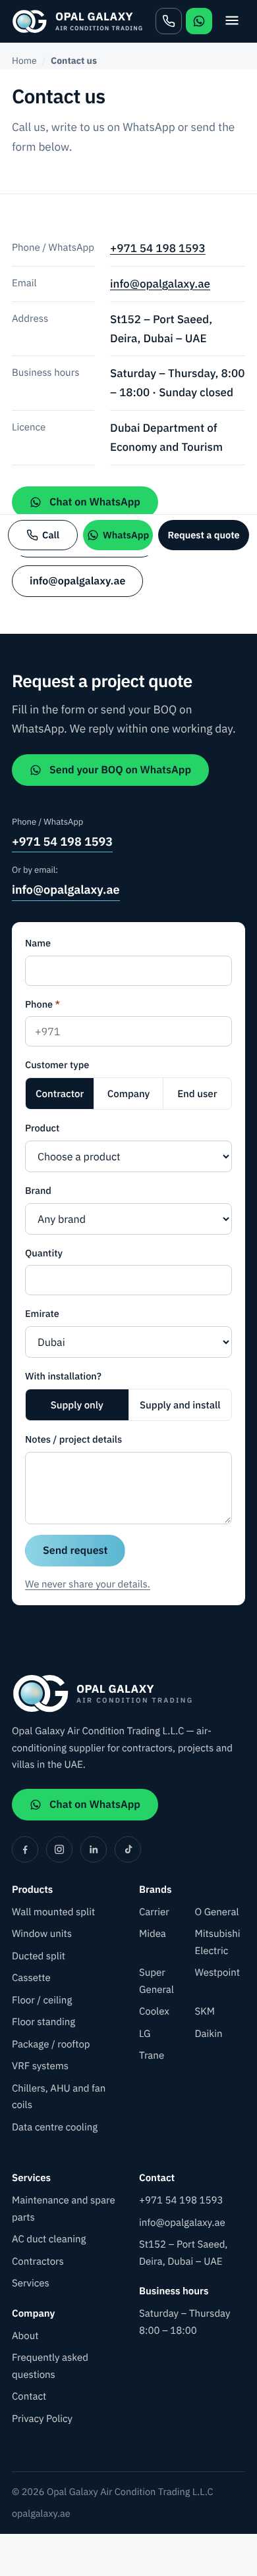 OPAL GALAXY
AIR CONDITION TRADING
Home / Contact us
Contact us
Call us, write to us on WhatsApp or send the
form below.
Phone / WhatsApp
+971 54 198 1593
Email
info@opalgalaxy.ae
Address
St152 – Port Saeed,
Deira, Dubai – UAE
Business hours
Saturday – Thursday, 8:00
– 18:00 · Sunday closed
Licence
Dubai Department of
Economy and Tourism
Chat on WhatsApp
Call
WhatsApp
Request a quote
info@opalgalaxy.ae
Request a project quote
Fill in the form or send your BOQ on
WhatsApp. We reply within one working day.
Send your BOQ on WhatsApp
Phone / WhatsApp
+971 54 198 1593
Or by email:
info@opalgalaxy.ae
Name
Phone *
+971
Customer type
Contractor
Company
End user
Product
Choose a product
Brand
Any brand
Quantity
Emirate
Dubai
With installation?
Supply only
Supply and install
Notes / project details
Send request
We never share your details.
OPAL GALAXY
AIR CONDITION TRADING
Opal Galaxy Air Condition Trading L.L.C — air-
conditioning supplier for contractors, projects and
villas in the UAE.
Chat on WhatsApp
Products
Wall mounted split
Window units
Ducted split
Cassette
Floor / ceiling
Floor standing
Package / rooftop
VRF systems
Chillers, AHU and fan
coils
Data centre cooling
Brands
Carrier
O General
Midea
Mitsubishi
Electric
Super
General
Westpoint
Coolex
SKM
LG
Daikin
Trane
Services
Maintenance and spare
parts
AC duct cleaning
Contractors
Services
Company
About
Frequently asked
questions
Contact
Privacy Policy
Contact
+971 54 198 1593
info@opalgalaxy.ae
St152 – Port Saeed,
Deira, Dubai – UAE
Business hours
Saturday – Thursday
8:00 – 18:00
© 2026 Opal Galaxy Air Condition Trading L.L.C
opalgalaxy.ae